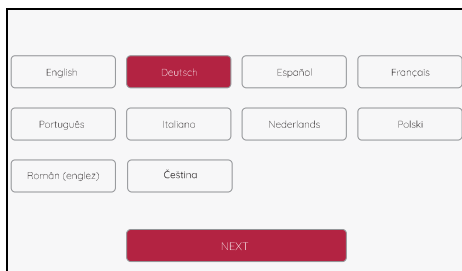 English
Deutsch
Español
Français
Português
Italiano
Nederlands
Polski
Român (englez)
Čeština
NEXT